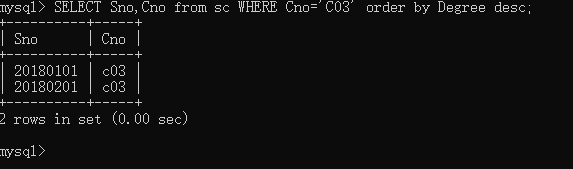 mysql> SELECT Sno,Cno from sc WHERE Cno='C03' order by Degree desc;
+----------+-----+
| Sno      | Cno |
+----------+-----+
| 20180101 | c03 |
| 20180201 | c03 |
+----------+-----+
2 rows in set (0.00 sec)
mysql>